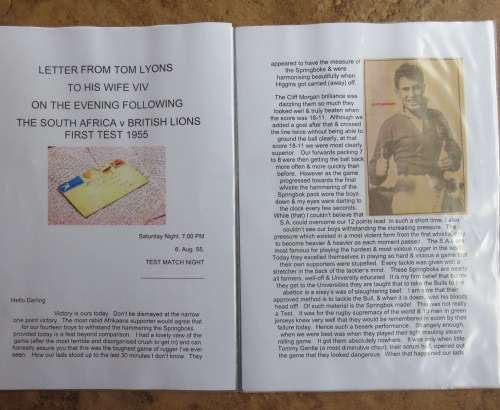 LETTER FROM TOM LYONS
TO HIS WIFE VIV
ON THE EVENING FOLLOWING
THE SOUTH AFRICA v BRITISH LIONS
FIRST TEST 1955
Saturday Night, 7.00 PM
6. Aug. 55.
TEST MATCH NIGHT
Hello Darling
Victory is ours today. Don't be dismayed at the narrow
one point victory. The most rabid Afrikaans supporter would agree that
for our fourteen boys to withstand the hammering the Springboks
provided today is a feat beyond competition. I had a lovely view of the
game (after the most terrible and disorganised crush to get in) and can
honestly assure you that this was the toughest game of rugger I've ever
seen. How our lads stood up to the last 30 minutes I don't know. They
appeared to have the measure of
the Springboks & were
harmonising beautifully when
Higgins got carried (away) off.
The Cliff Morgan brilliance was
dazzling them so much they
looked well & truly beaten when
the score was 18-11. Although we
added a goal after that & crossed
the line twice without being able to
ground the ball clearly, at that
score 18-11 we were most clearly
superior. Our forwards packing 7
to 8 were then getting the ball back
more often & much quicker than
before. However as the game
progressed towards the final
whistle the hammering of the
Springbok pack wore the boys
down & my eyes were darting to
the clock every few seconds.
While (that) I couldn't believe that
S.A. could overcome our 12 points lead in such a short time, I also
couldn't see our boys withstanding the increasing pressure. The
pressure which existed in a most violent form from the first whistle,
to become heavier & heavier as each moment passed. The S.A's are
most famous for playing the hardest & most vicious rugger in the world.
Today they excelled themselves in playing so hard & vicious a game that
their own supporters were stupefied. Every tackle was given with a
stretcher in the back of the tackler's mind. These Springboks are nearly
all farmers, well-off & University educated. It is my firm belief that before
they get to the Universities they are taught that to take the Bulls to the
abattoir is a sissy's way of slaughtering beef. I am sure that their
approved method is to tackle the Bull, & when it is down, wait his bloody
head off! Of such material is the Springbok made! This was not really
a Test. It was for the rugby supremacy of the world & 15 men in green
jerseys knew very well that they would be remembered in esem by their
failure today. Hence such a beserk performance. Strangely enough,
when we were beat was when they played their tight mauling steam
rolling game. It got them absolutely nowhere. It was only when little
Tommy Gentle (a most diminutive chap), their scrum half, opened out
the game that they looked dangerous. When that happened our lads